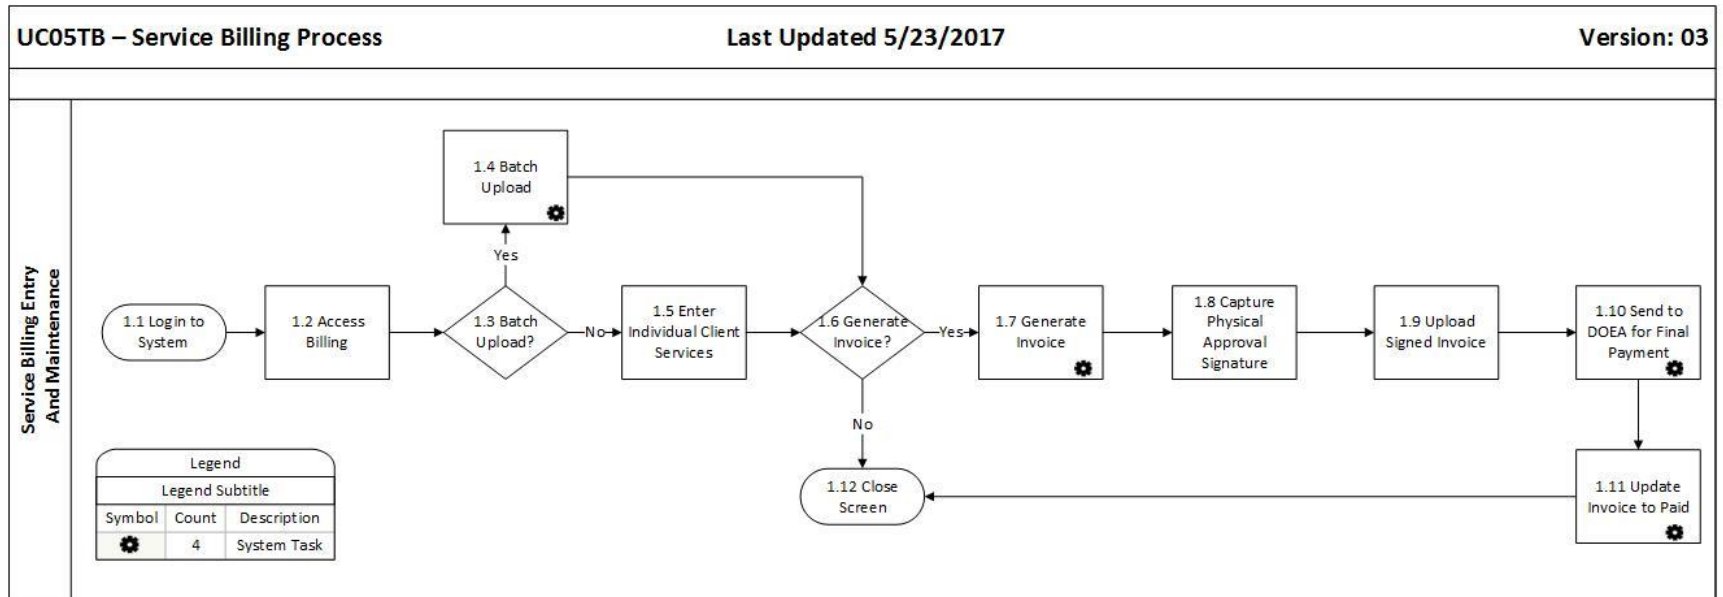 UC05TB – Service Billing Process
Last Updated 5/23/2017
Version: 03
Service Billing Entry
And Maintenance
1.1 Login to
System
1.2 Access
Billing
1.3 Batch
Upload?
Yes
1.4 Batch
Upload
No
1.5 Enter
Individual Client
Services
1.6 Generate
Invoice?
Yes
1.7 Generate
Invoice
1.8 Capture
Physical
Approval
Signature
1.9 Upload
Signed Invoice
1.10 Send to
DOEA for Final
Payment
No
1.11 Update
Invoice to Paid
1.12 Close
Screen
Legend
Legend Subtitle
Symbol Count Description
4 System Task